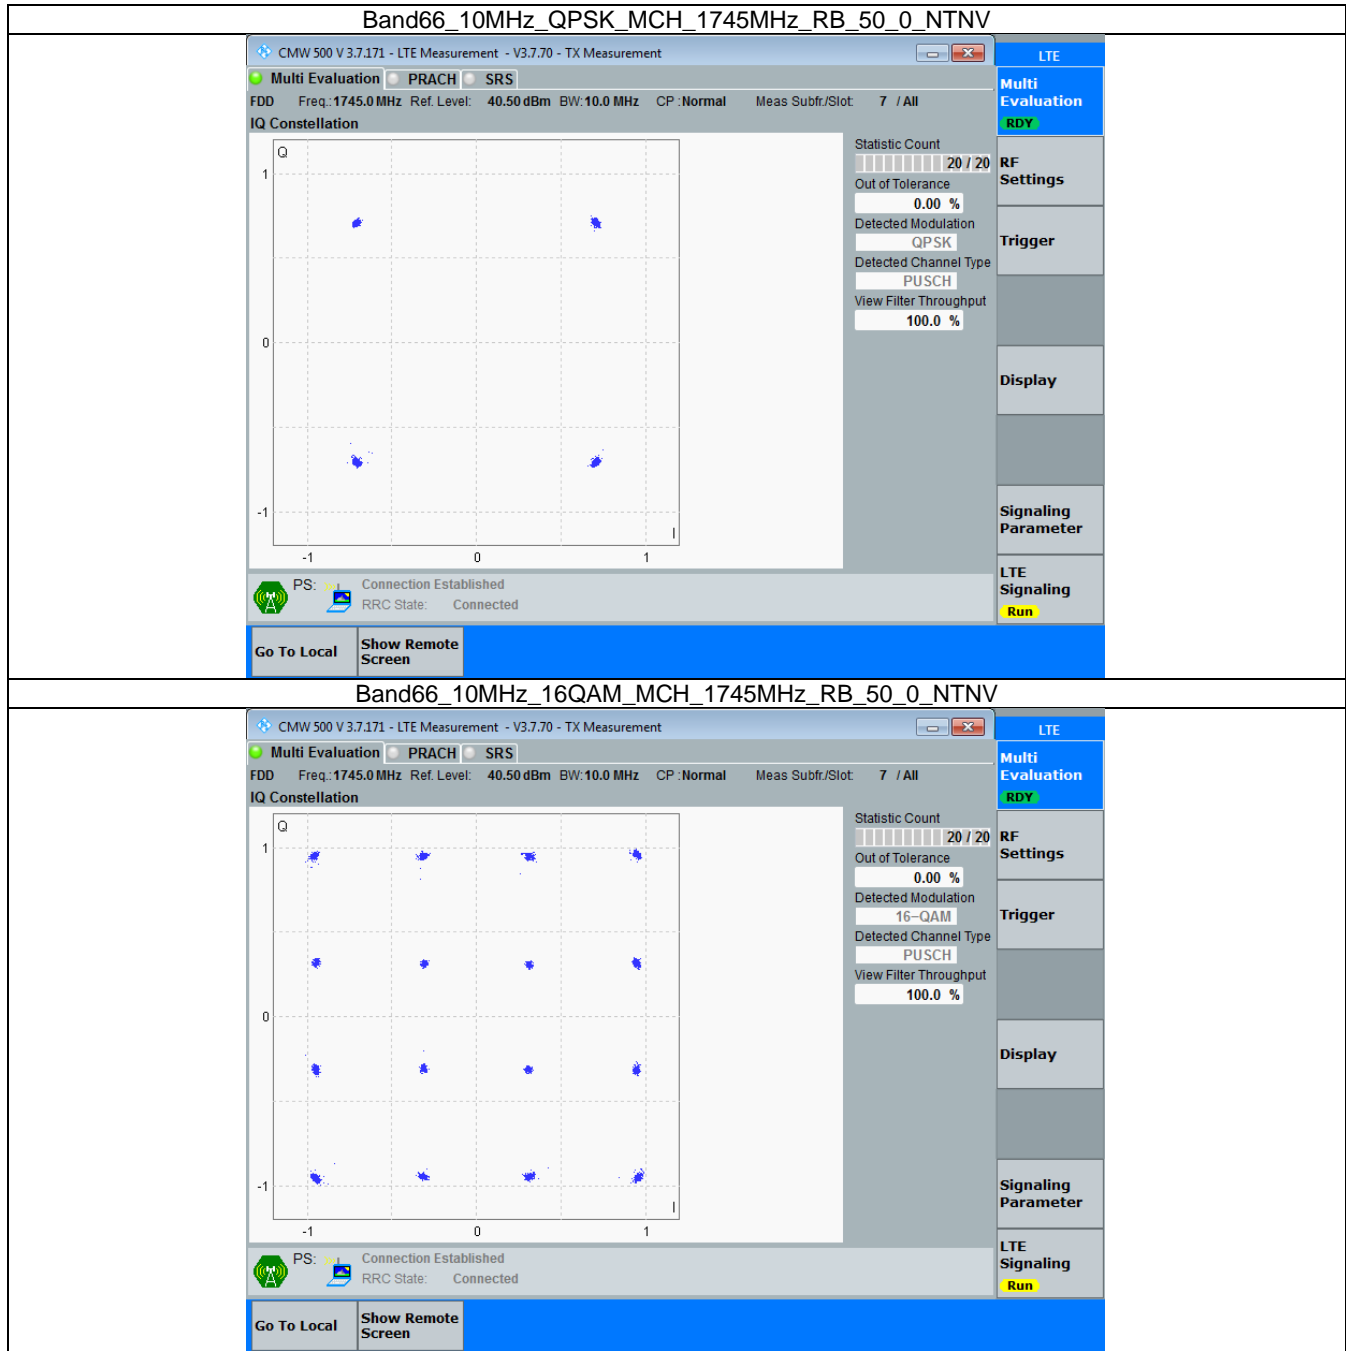 Band66_10MHz_QPSK_MCH_1745MHz_RB_50_0_NTNV
CMW 500 V 3.7.171 - LTE Measurement - V3.7.70 - TX Measurement
LTE
Multi Evaluation PRACH SRS
FDD Freq.: 1745.0 MHz Ref. Level: 40.50 dBm BW: 10.0 MHz CP : Normal Meas Subfr./Slot: 7 / All
IQ Constellation
Q
1
0
-1
-1 0 1
I
Statistic Count
20 / 20
Out of Tolerance
0.00 %
Detected Modulation
QPSK
Detected Channel Type
PUSCH
View Filter Throughput
100.0 %
Multi
Evaluation
RDY
RF
Settings
Trigger
Display
Signaling
Parameter
LTE
Signaling
Run
PS: Connection Established
RRC State: Connected
Go To Local
Show Remote
Screen
Band66_10MHz_16QAM_MCH_1745MHz_RB_50_0_NTNV
CMW 500 V 3.7.171 - LTE Measurement - V3.7.70 - TX Measurement
LTE
Multi Evaluation PRACH SRS
FDD Freq.: 1745.0 MHz Ref. Level: 40.50 dBm BW: 10.0 MHz CP : Normal Meas Subfr./Slot: 7 / All
IQ Constellation
Q
1
0
-1
-1 0 1
I
Statistic Count
20 / 20
Out of Tolerance
0.00 %
Detected Modulation
16-QAM
Detected Channel Type
PUSCH
View Filter Throughput
100.0 %
Multi
Evaluation
RDY
RF
Settings
Trigger
Display
Signaling
Parameter
LTE
Signaling
Run
PS: Connection Established
RRC State: Connected
Go To Local
Show Remote
Screen